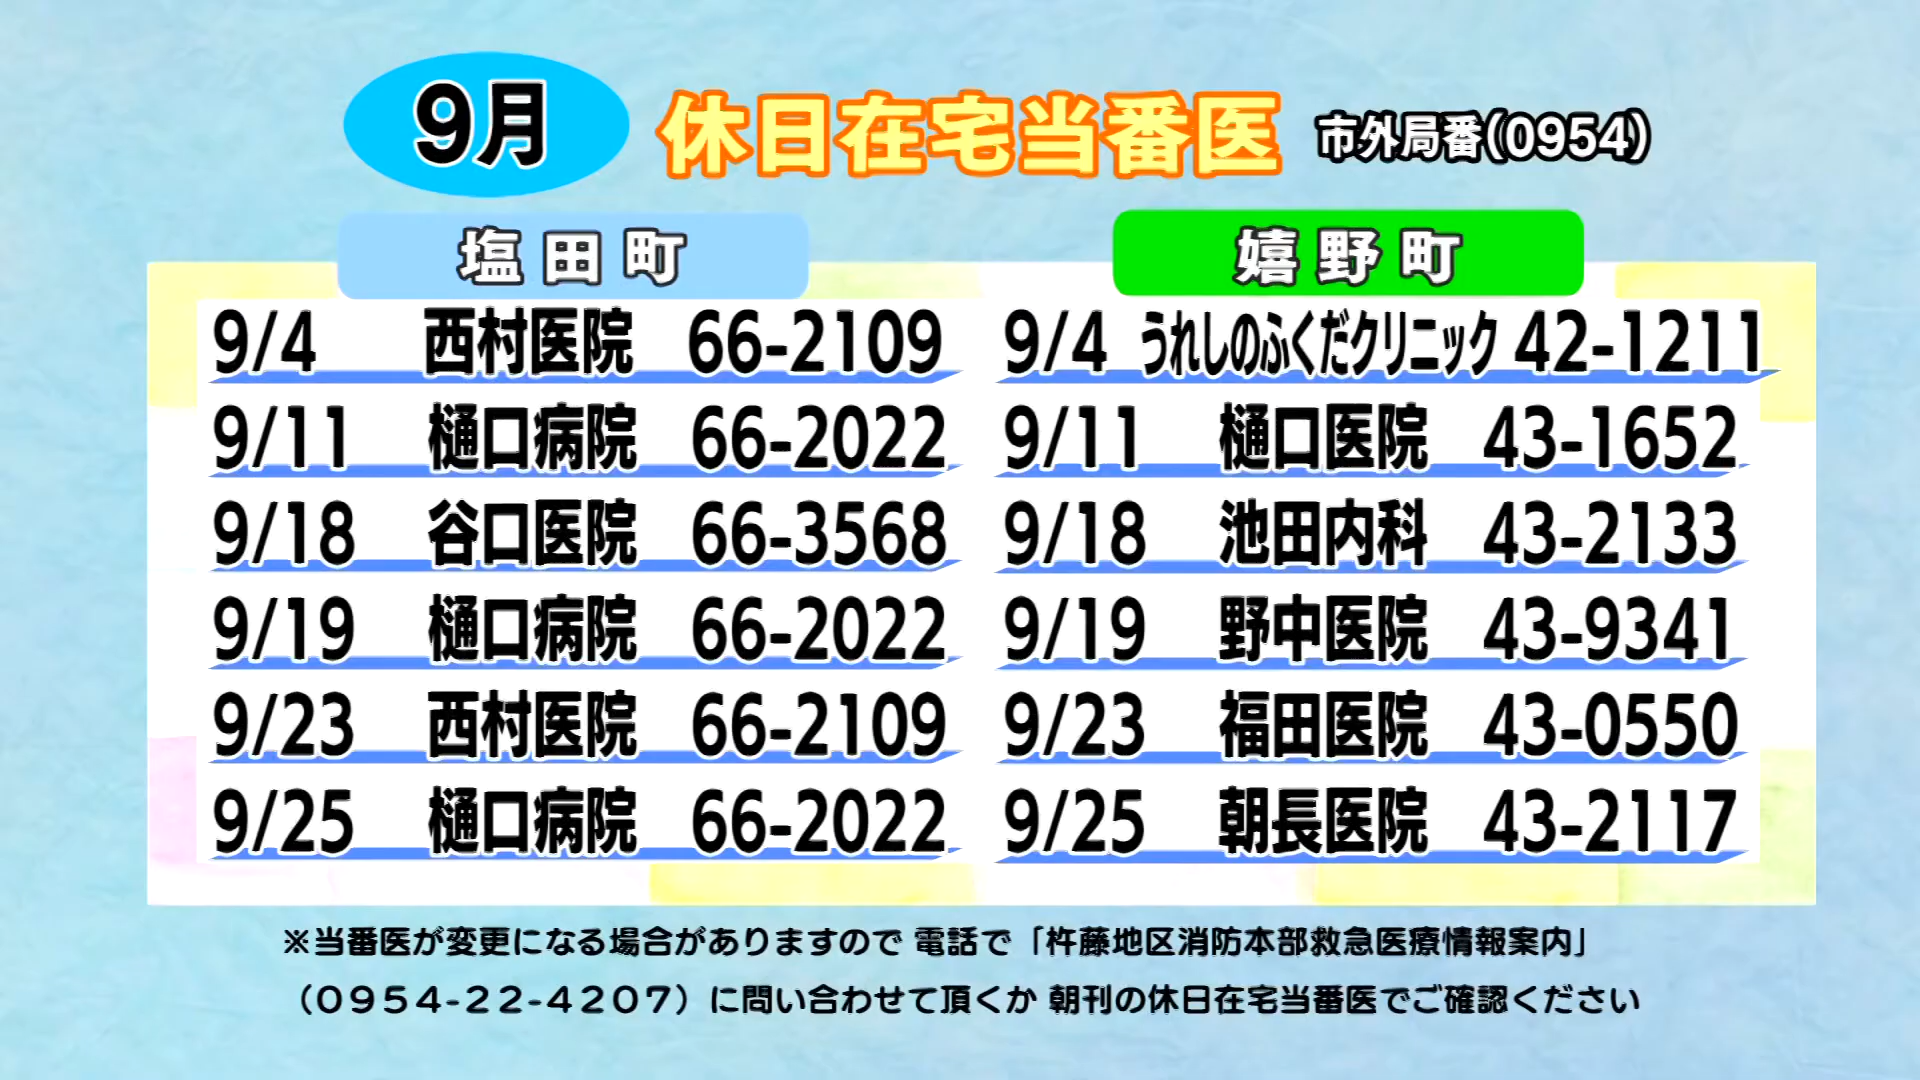 9月 休日在宅当番医 市外局番(0954)
塩田町
9/4 西村医院 66-2109
9/11 樋口病院 66-2022
9/18 谷口医院 66-3568
9/19 樋口病院 66-2022
9/23 西村医院 66-2109
9/25 樋口病院 66-2022
嬉野町
9/4 うれしのふくだクリニック 42-1211
9/11 樋口医院 43-1652
9/18 池田内科 43-2133
9/19 野中医院 43-9341
9/23 福田医院 43-0550
9/25 朝長医院 43-2117
※当番医が変更になる場合がありますので 電話で「杵藤地区消防本部救急医療情報案内」
（０９５４-２２-４２０７）に問い合わせて頂くか 朝刊の休日在宅当番医でご確認ください